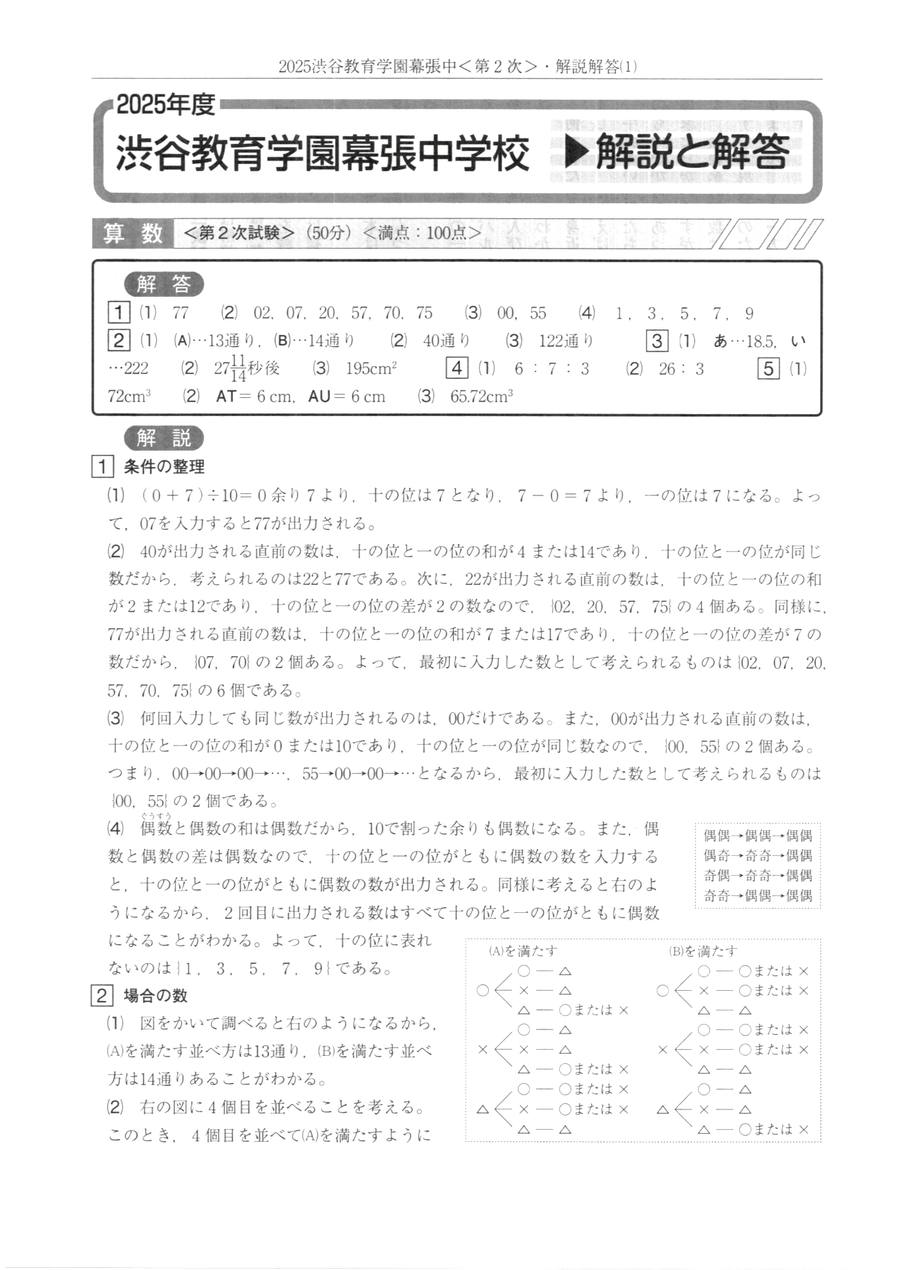 2025渋谷教育学園幕張中＜第2次＞・解説解答(1)
2025年度
渋谷教育学園幕張中学校 ▶解説と解答
算数 ＜第2次試験＞（50分）＜満点：100点＞
解答
1 (1) 77 (2) 02，07，20，57，70，75 (3) 00，55 (4) 1，3，5，7，9
2 (1) (A)…13通り，(B)…14通り (2) 40通り (3) 122通り 3 (1) あ…18.5，い
…222 (2) 27 11/14秒後 (3) 195cm² 4 (1) 6：7：3 (2) 26：3 5 (1)
72cm³ (2) AT＝6cm，AU＝6cm (3) 65.72cm³
解説
1 条件の整理
(1) （0＋7）÷10＝0余り7より，十の位は7となり，7－0＝7より，一の位は7になる。よっ
て，07を入力すると77が出力される。
(2) 40が出力される直前の数は，十の位と一の位の和が4または14であり，十の位と一の位が同じ
数だから，考えられるのは22と77である。次に，22が出力される直前の数は，十の位と一の位の和
が2または12であり，十の位と一の位の差が2の数なので，{02，20，57，75}の4個ある。同様に，
77が出力される直前の数は，十の位と一の位の和が7または17であり，十の位と一の位の差が7の
数だから，{07，70}の2個ある。よって，最初に入力した数として考えられるものは{02，07，20，
57，70，75}の6個である。
(3) 何回入力しても同じ数が出力されるのは，00だけである。また，00が出力される直前の数は，
十の位と一の位の和が0または10であり，十の位と一の位が同じ数なので，{00，55}の2個ある。
つまり，00→00→00→…，55→00→00→…となるから，最初に入力した数として考えられるものは
{00，55}の2個である。
ぐうすう
(4) 偶数と偶数の和は偶数だから，10で割った余りも偶数になる。また，偶
数と偶数の差は偶数なので，十の位と一の位がともに偶数の数を入力する
と，十の位と一の位がともに偶数の数が出力される。同様に考えると右のよ
うになるから，2回目に出力される数はすべて十の位と一の位がともに偶数
になることがわかる。よって，十の位に表れ
ないのは{1，3，5，7，9}である。
偶偶→偶偶→偶偶
偶奇→奇奇→偶偶
奇偶→奇奇→偶偶
奇奇→偶偶→偶偶
2 場合の数
(1) 図をかいて調べると右のようになるから，
(A)を満たす並べ方は13通り，(B)を満たす並べ
方は14通りあることがわかる。
(2) 右の図に4個目を並べることを考える。
このとき，4個目を並べて(A)を満たすように
(A)を満たす
○―△
○ ×―△
△―○または×
○―△
× ×―△
△―○または×
○―○または×
△ ×―○または×
△―△
(B)を満たす
○―○または×
○ ×―○または×
△―△
○―○または×
× ×―○または×
△―△
○―△
△ ×―△
△―○または×